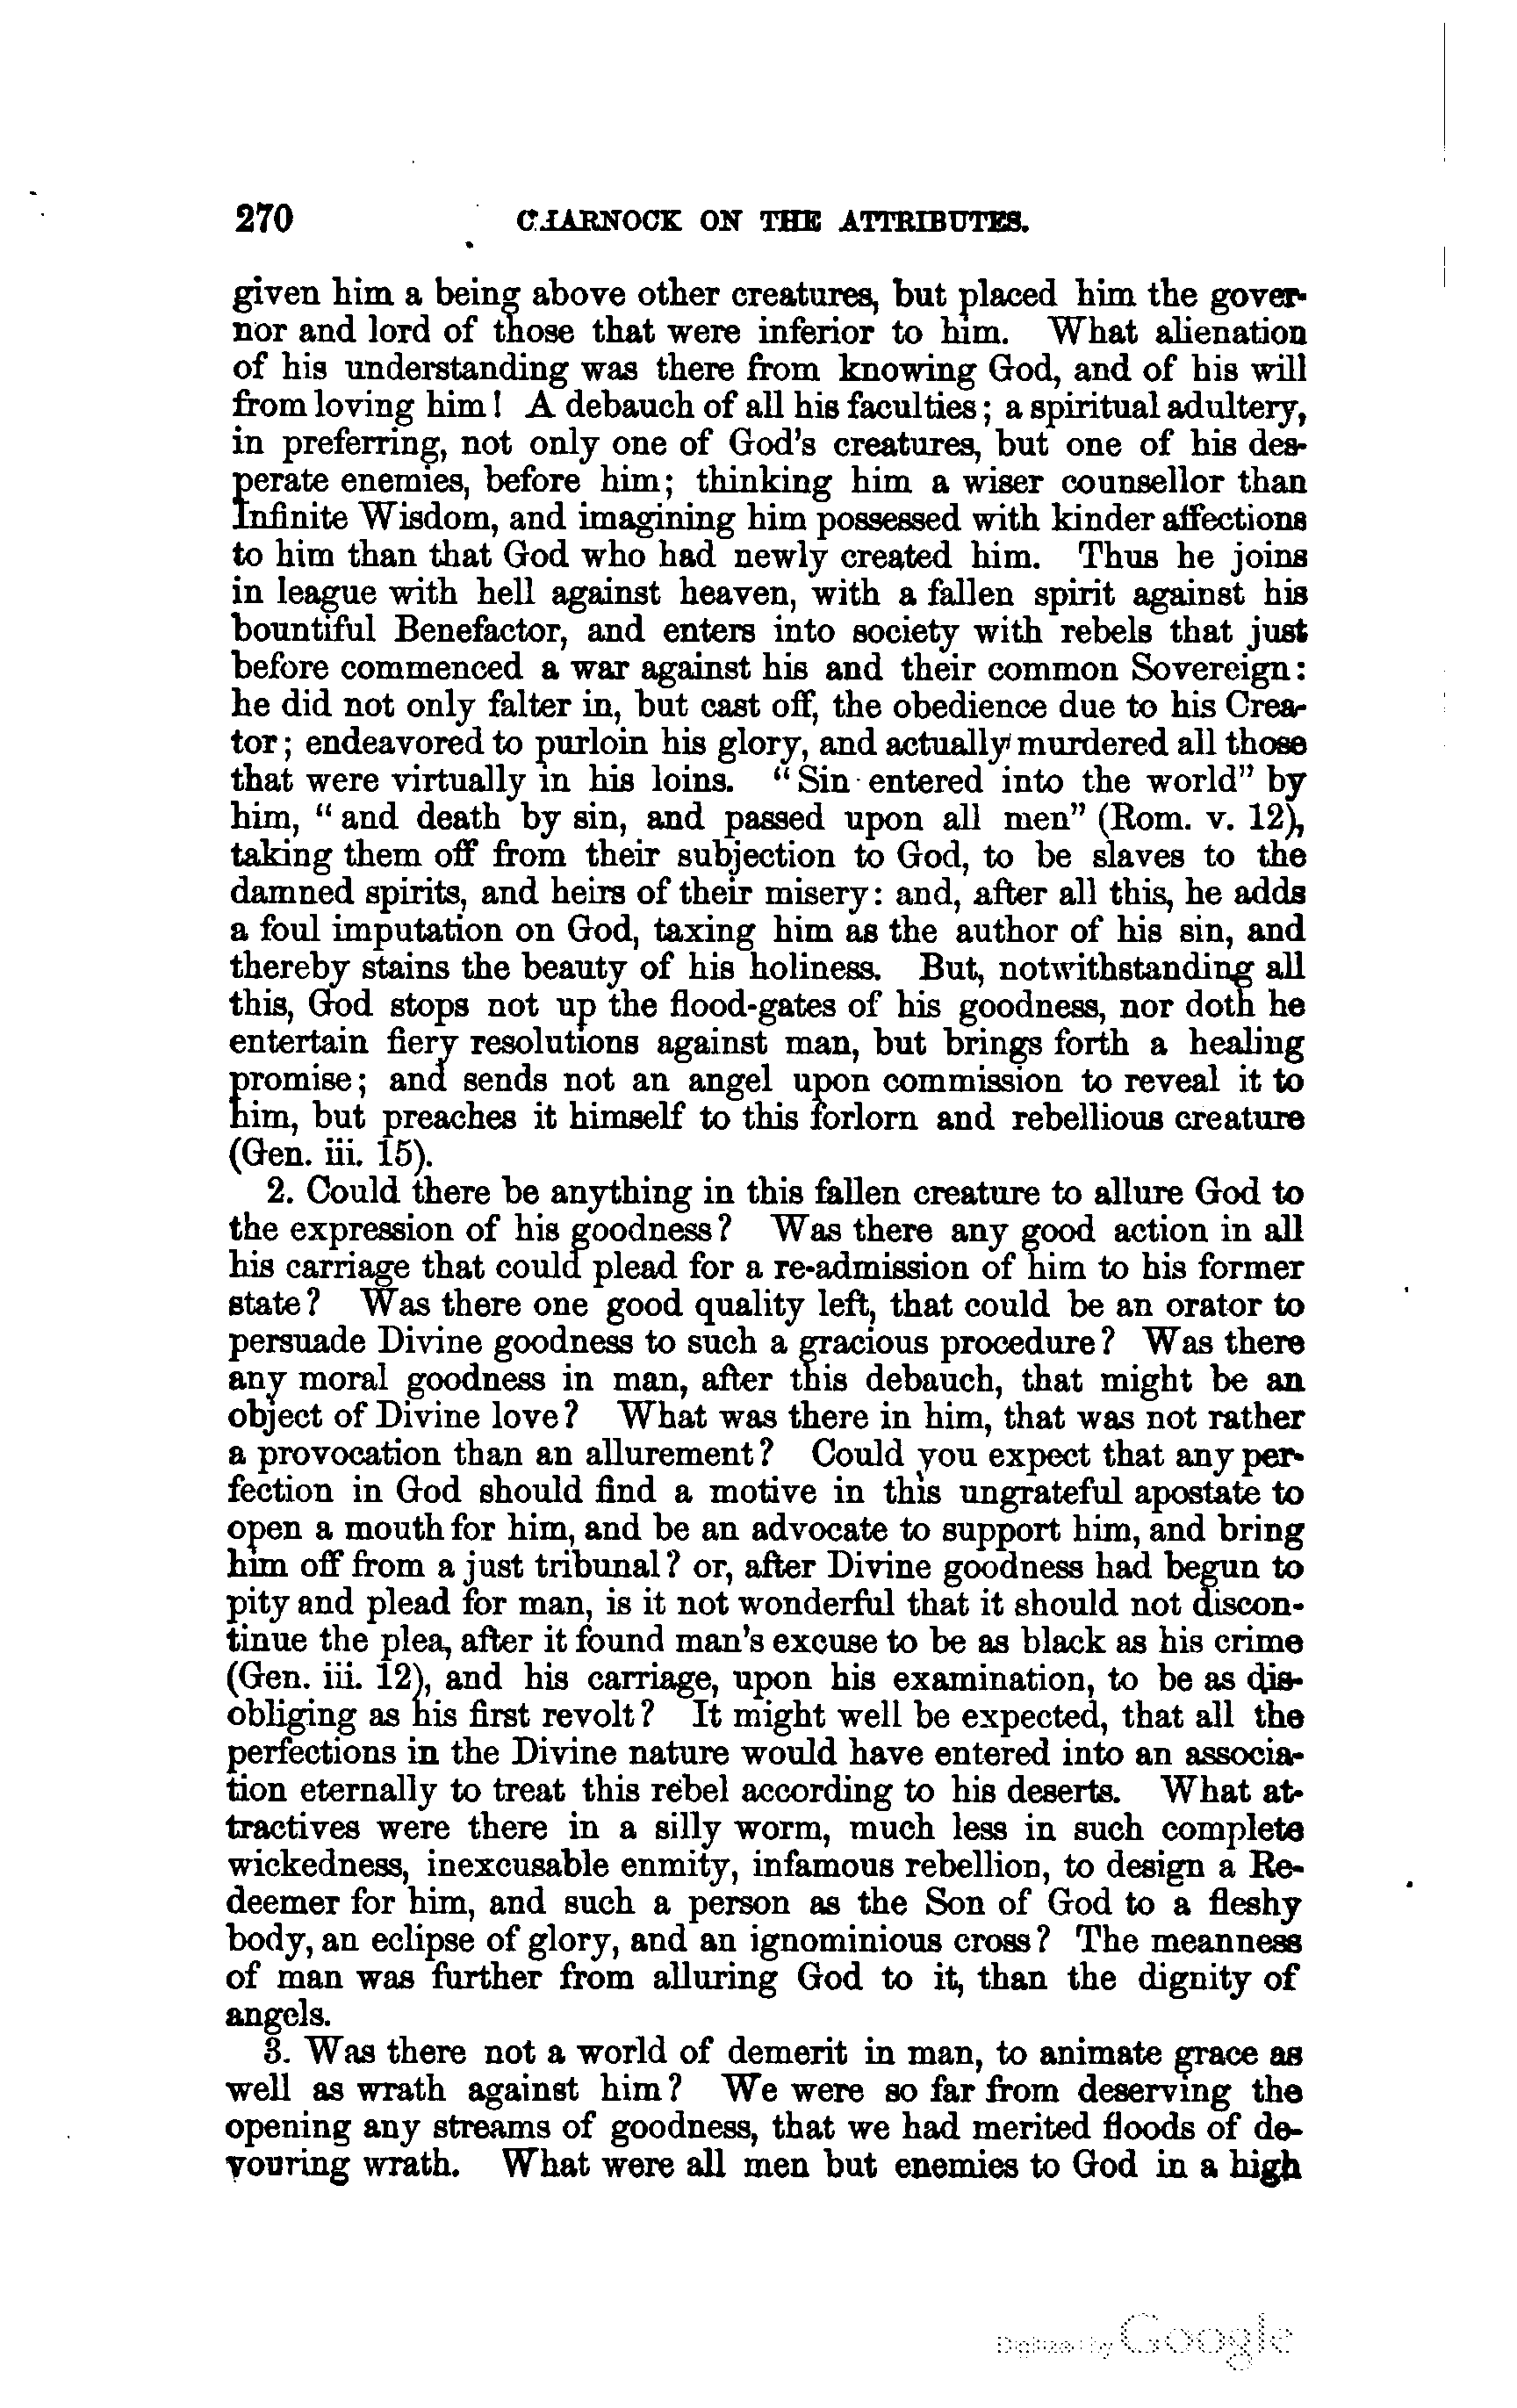 270 CHARNOCK ON THE ATTRIBUTES.
given him a being above other creatures, but placed him the gover-
nor and lord of those that were inferior to him. What alienation
of his understanding was there from knowing God, and of his will
from loving him! A debauch of all his faculties; a spiritual adultery,
in preferring, not only one of God's creatures, but one of his des-
perate enemies, before him; thinking him a wiser counsellor than
Infinite Wisdom, and imagining him possessed with kinder affections
to him than that God who had newly created him. Thus he joins
in league with hell against heaven, with a fallen spirit against his
bountiful Benefactor, and enters into society with rebels that just
before commenced a war against his and their common Sovereign:
he did not only falter in, but cast off, the obedience due to his Crea-
tor; endeavored to purloin his glory, and actually murdered all those
that were virtually in his loins. "Sin entered into the world" by
him, "and death by sin, and passed upon all men" (Rom. v. 12),
taking them off from their subjection to God, to be slaves to the
damned spirits, and heirs of their misery: and, after all this, he adds
a foul imputation on God, taxing him as the author of his sin, and
thereby stains the beauty of his holiness. But, notwithstanding all
this, God stops not up the flood-gates of his goodness, nor doth he
entertain fiery resolutions against man, but brings forth a healing
promise; and sends not an angel upon commission to reveal it to
him, but preaches it himself to this forlorn and rebellious creature
(Gen. iii. 15).
2. Could there be anything in this fallen creature to allure God to
the expression of his goodness? Was there any good action in all
his carriage that could plead for a re-admission of him to his former
state? Was there one good quality left, that could be an orator to
persuade Divine goodness to such a gracious procedure? Was there
any moral goodness in man, after this debauch, that might be an
object of Divine love? What was there in him, that was not rather
a provocation than an allurement? Could you expect that any per-
fection in God should find a motive in this ungrateful apostate to
open a mouth for him, and be an advocate to support him, and bring
him off from a just tribunal? or, after Divine goodness had begun to
pity and plead for man, is it not wonderful that it should not discon-
tinue the plea, after it found man's excuse to be as black as his crime
(Gen. iii. 12), and his carriage, upon his examination, to be as dis-
obliging as his first revolt? It might well be expected, that all the
perfections in the Divine nature would have entered into an associa-
tion eternally to treat this rebel according to his deserts. What at-
tractives were there in a silly worm, much less in such complete
wickedness, inexcusable enmity, infamous rebellion, to design a Re-
deemer for him, and such a person as the Son of God to a fleshy
body, an eclipse of glory, and an ignominious cross? The meanness
of man was further from alluring God to it, than the dignity of
angels.
3. Was there not a world of demerit in man, to animate grace as
well as wrath against him? We were so far from deserving the
opening any streams of goodness, that we had merited floods of de-
vouring wrath. What were all men but enemies to God in a high
Digitized by Google